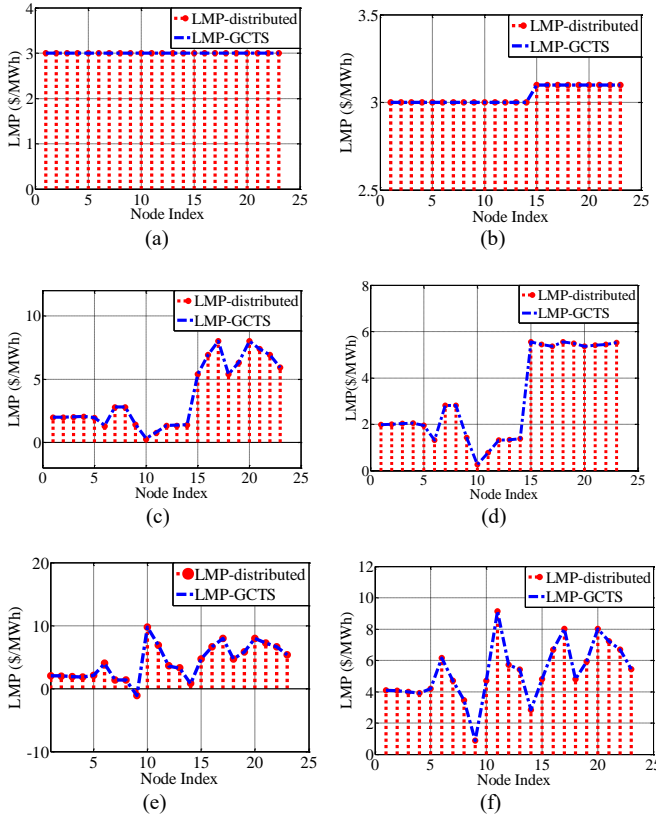 LMP ($/MWh)
4
3
2
1
0
0 5 10 15 20 25
Node Index
LMP-distributed
LMP-GCTS
(a)
LMP ($/MWh)
3.5
3.0
2.5
0 5 10 15 20 25
Node Index
LMP-distributed
LMP-GCTS
(b)
LMP ($/MWh)
10
5
0
0 5 10 15 20 25
Node Index
LMP-distributed
LMP-GCTS
(c)
LMP($/MWh)
8
6
4
2
0
0 5 10 15 20 25
Node Index
LMP-distributed
LMP-GCTS
(d)
LMP ($/MWh)
20
10
0
-10
5 10 15 20 25
Node Index
LMP-distributed
LMP-GCTS
(e)
LMP ($/MWh)
12
10
8
6
4
2
0
0 5 10 15 20 25
Node Index
LMP-distributed
LMP-GCTS
(f)